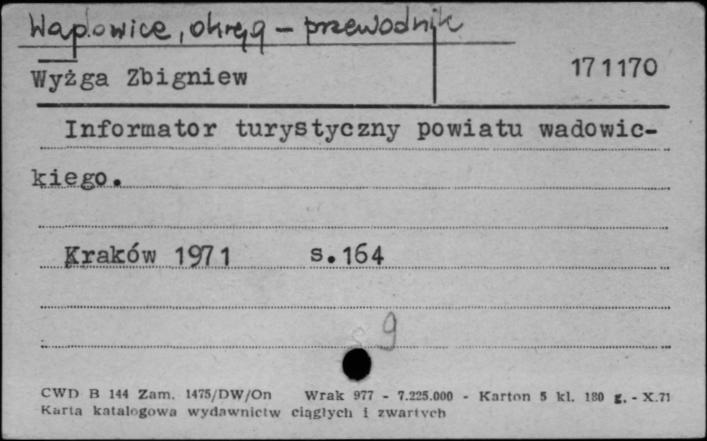 Wadowice, okręg - przewodnik
Wyżga Zbigniew 171170
Informator turystyczny powiatu wadowic-
kiego.
Kraków 1971 s.164
9
CWD B 144 Zam. 1475/DW/On Wrak 977 - 7.225.000 - Karton 5 kl. 180 g. - X.71
Karta katalogowa wydawnictw ciągłych i zwartych